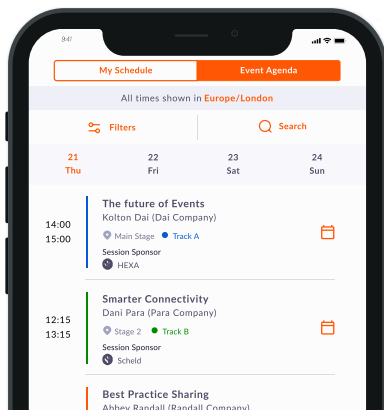 9:41
My Schedule Event Agenda
All times shown in Europe/London
Filters Search
21 22 23 24
Thu Fri Sat Sun
The future of Events
Kolton Dai (Dai Company)
14:00
15:00
Main Stage Track A
Session Sponsor
HEXA
Smarter Connectivity
Dani Para (Para Company)
12:15
13:15
Stage 2 Track B
Session Sponsor
Scheld
Best Practice Sharing
Abbey Randall (Randall Company)